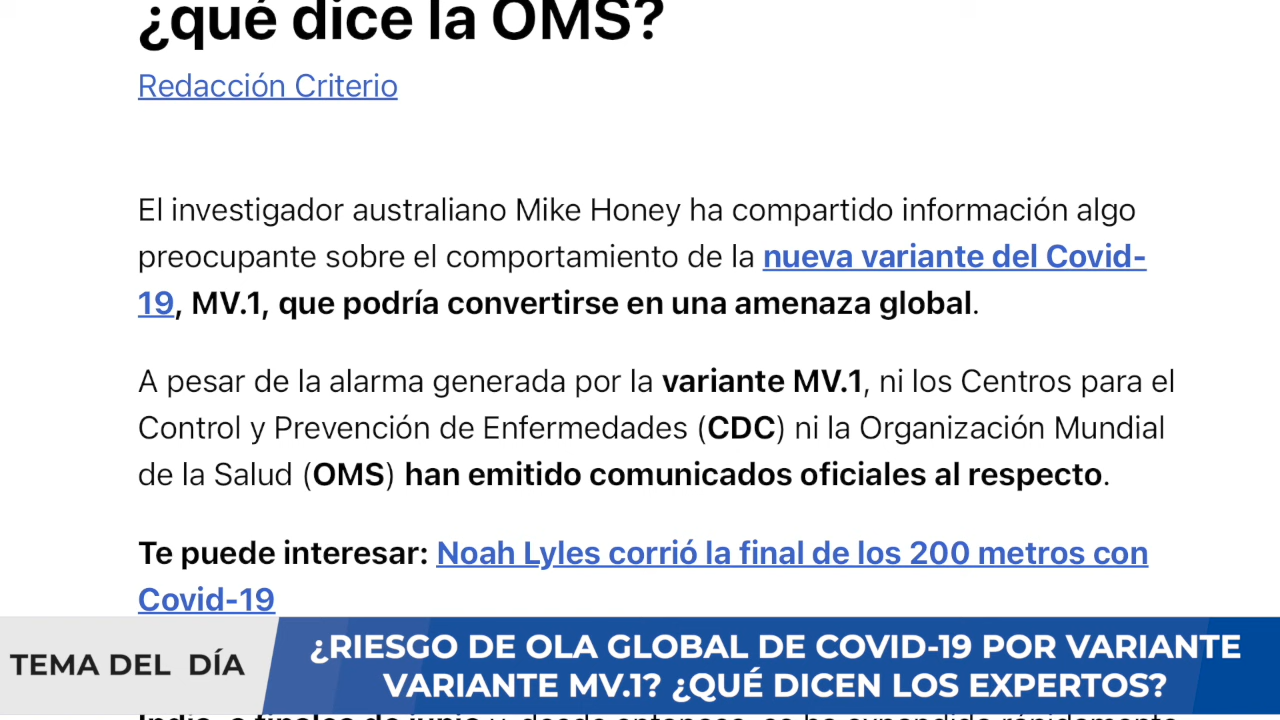 ¿qué dice la OMS?
Redacción Criterio
El investigador australiano Mike Honey ha compartido información algo
preocupante sobre el comportamiento de la nueva variante del Covid-
19, MV.1, que podría convertirse en una amenaza global.
A pesar de la alarma generada por la variante MV.1, ni los Centros para el
Control y Prevención de Enfermedades (CDC) ni la Organización Mundial
de la Salud (OMS) han emitido comunicados oficiales al respecto.
Te puede interesar: Noah Lyles corrió la final de los 200 metros con
Covid-19
TEMA DEL DÍA
¿RIESGO DE OLA GLOBAL DE COVID-19 POR VARIANTE
VARIANTE MV.1? ¿QUÉ DICEN LOS EXPERTOS?